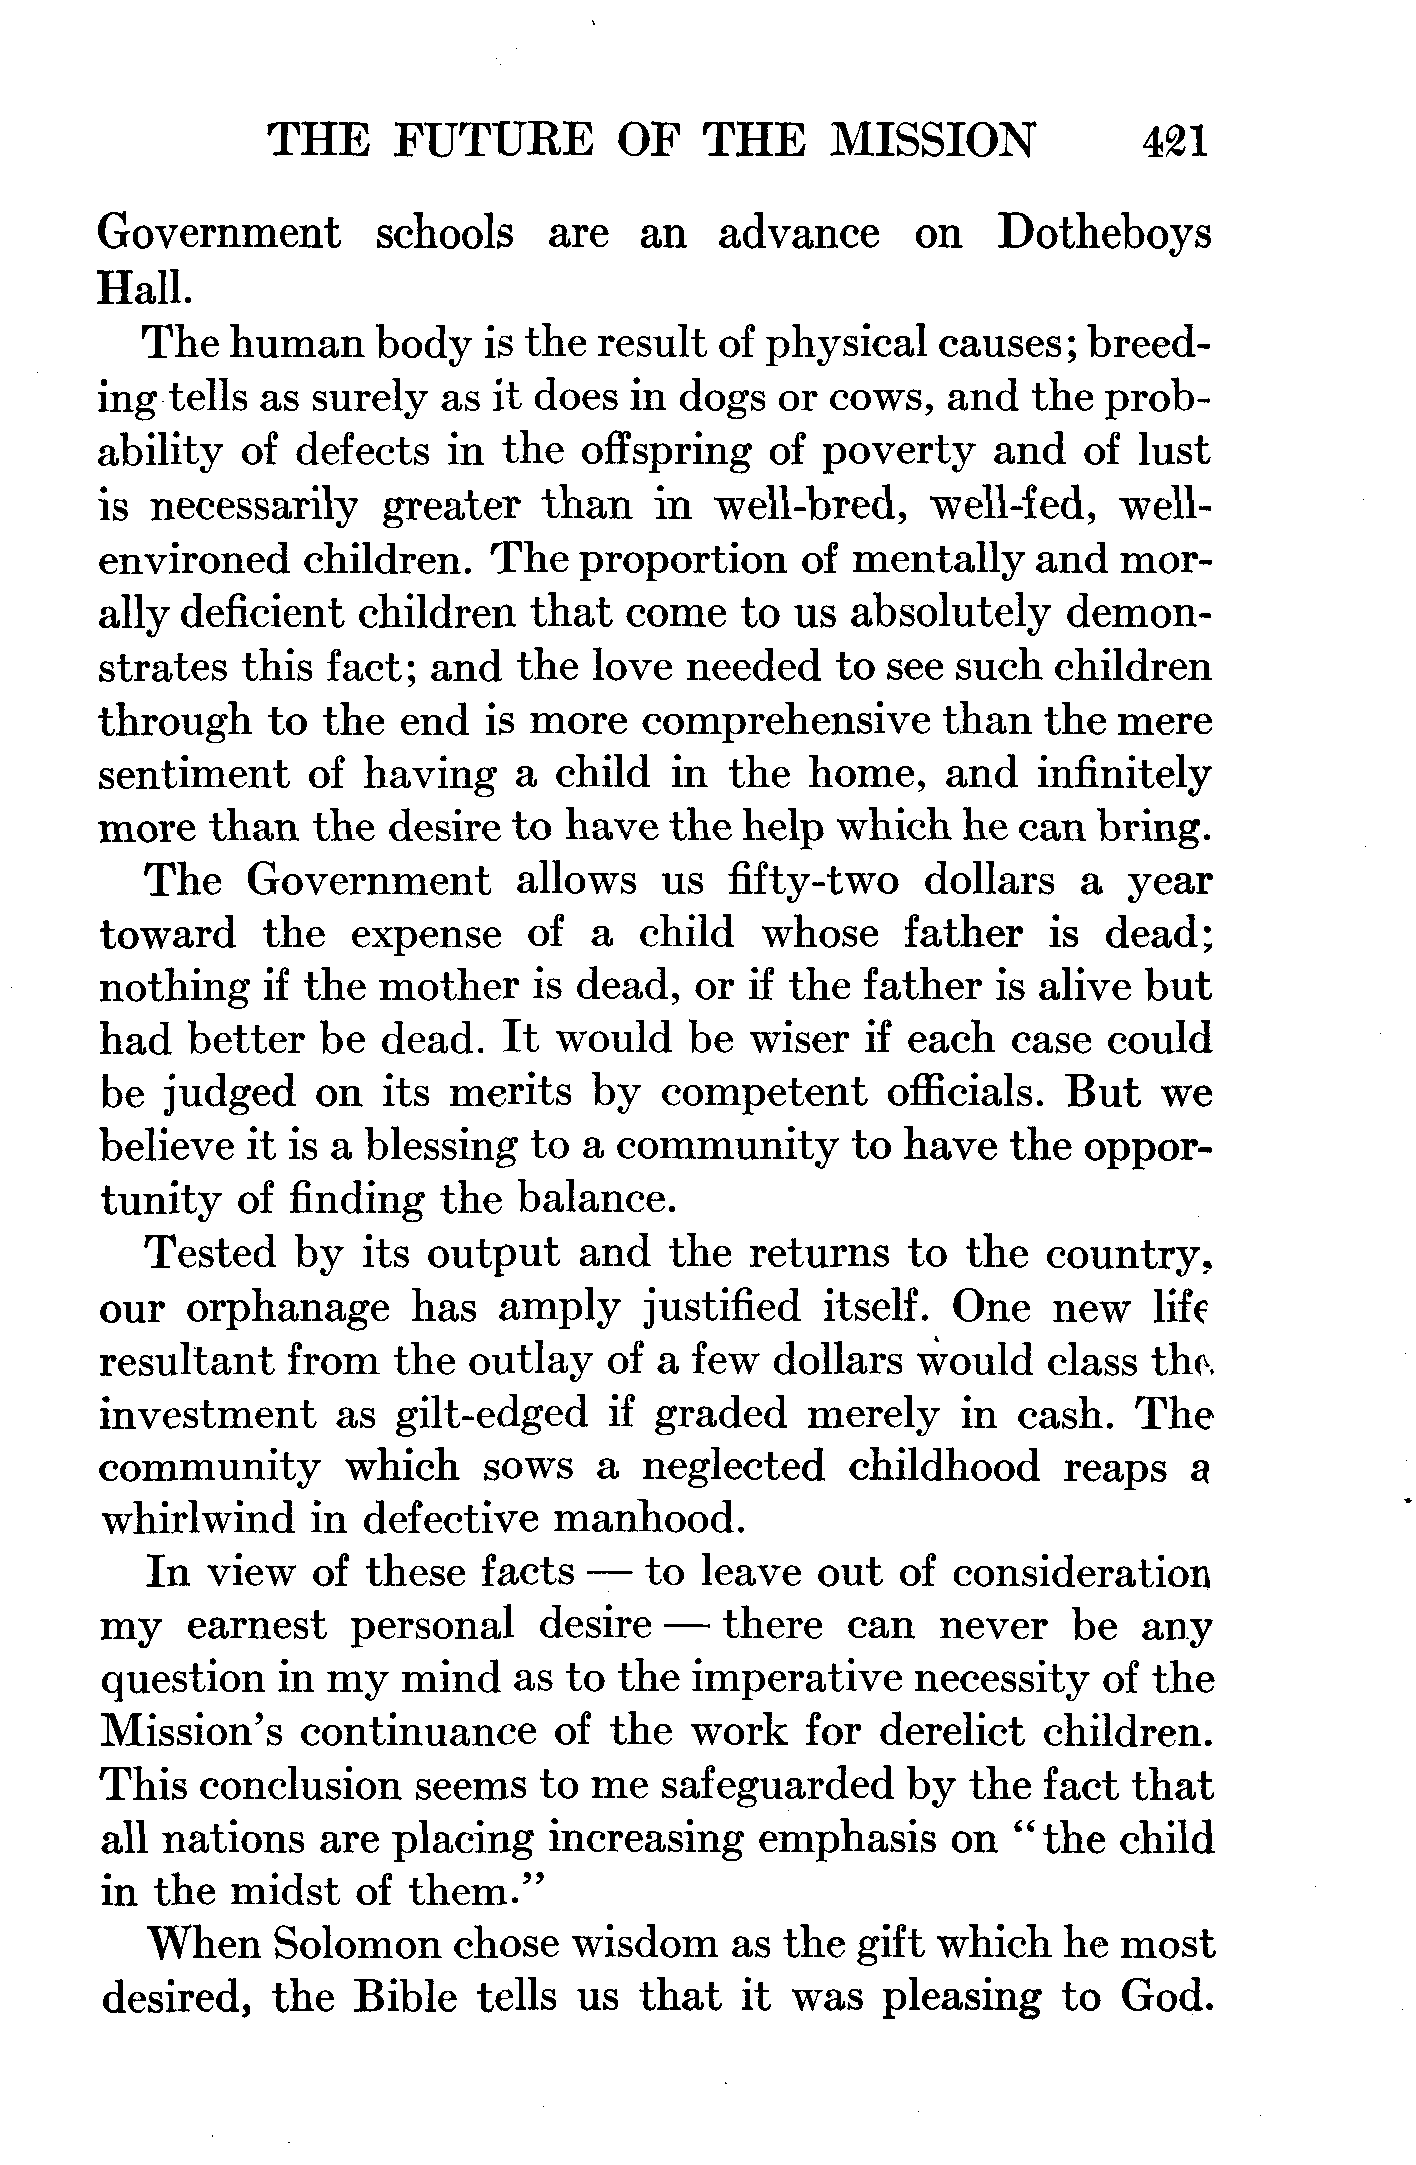 THE FUTURE OF THE MISSION 421
Government schools are an advance on Dotheboys
Hall.
The human body is the result of physical causes; breed-
ing tells as surely as it does in dogs or cows, and the prob-
ability of defects in the offspring of poverty and of lust
is necessarily greater than in well-bred, well-fed, well-
environed children. The proportion of mentally and mor-
ally deficient children that come to us absolutely demon-
strates this fact; and the love needed to see such children
through to the end is more comprehensive than the mere
sentiment of having a child in the home, and infinitely
more than the desire to have the help which he can bring.
The Government allows us fifty-two dollars a year
toward the expense of a child whose father is dead;
nothing if the mother is dead, or if the father is alive but
had better be dead. It would be wiser if each case could
be judged on its merits by competent officials. But we
believe it is a blessing to a community to have the oppor-
tunity of finding the balance.
Tested by its output and the returns to the country,
our orphanage has amply justified itself. One new life
resultant from the outlay of a few dollars would class the
investment as gilt-edged if graded merely in cash. The
community which sows a neglected childhood reaps a
whirlwind in defective manhood.
In view of these facts — to leave out of consideration
my earnest personal desire — there can never be any
question in my mind as to the imperative necessity of the
Mission's continuance of the work for derelict children.
This conclusion seems to me safeguarded by the fact that
all nations are placing increasing emphasis on "the child
in the midst of them."
When Solomon chose wisdom as the gift which he most
desired, the Bible tells us that it was pleasing to God.